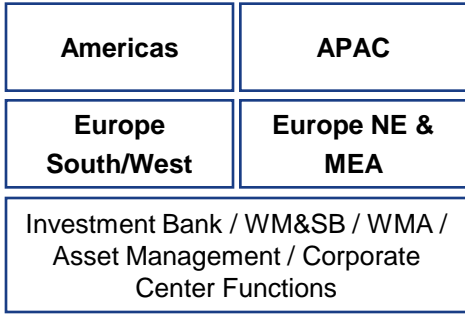 Americas
APAC
Europe
South/West
Europe NE &
MEA
Investment Bank / WM&SB / WMA /
Asset Management / Corporate
Center Functions